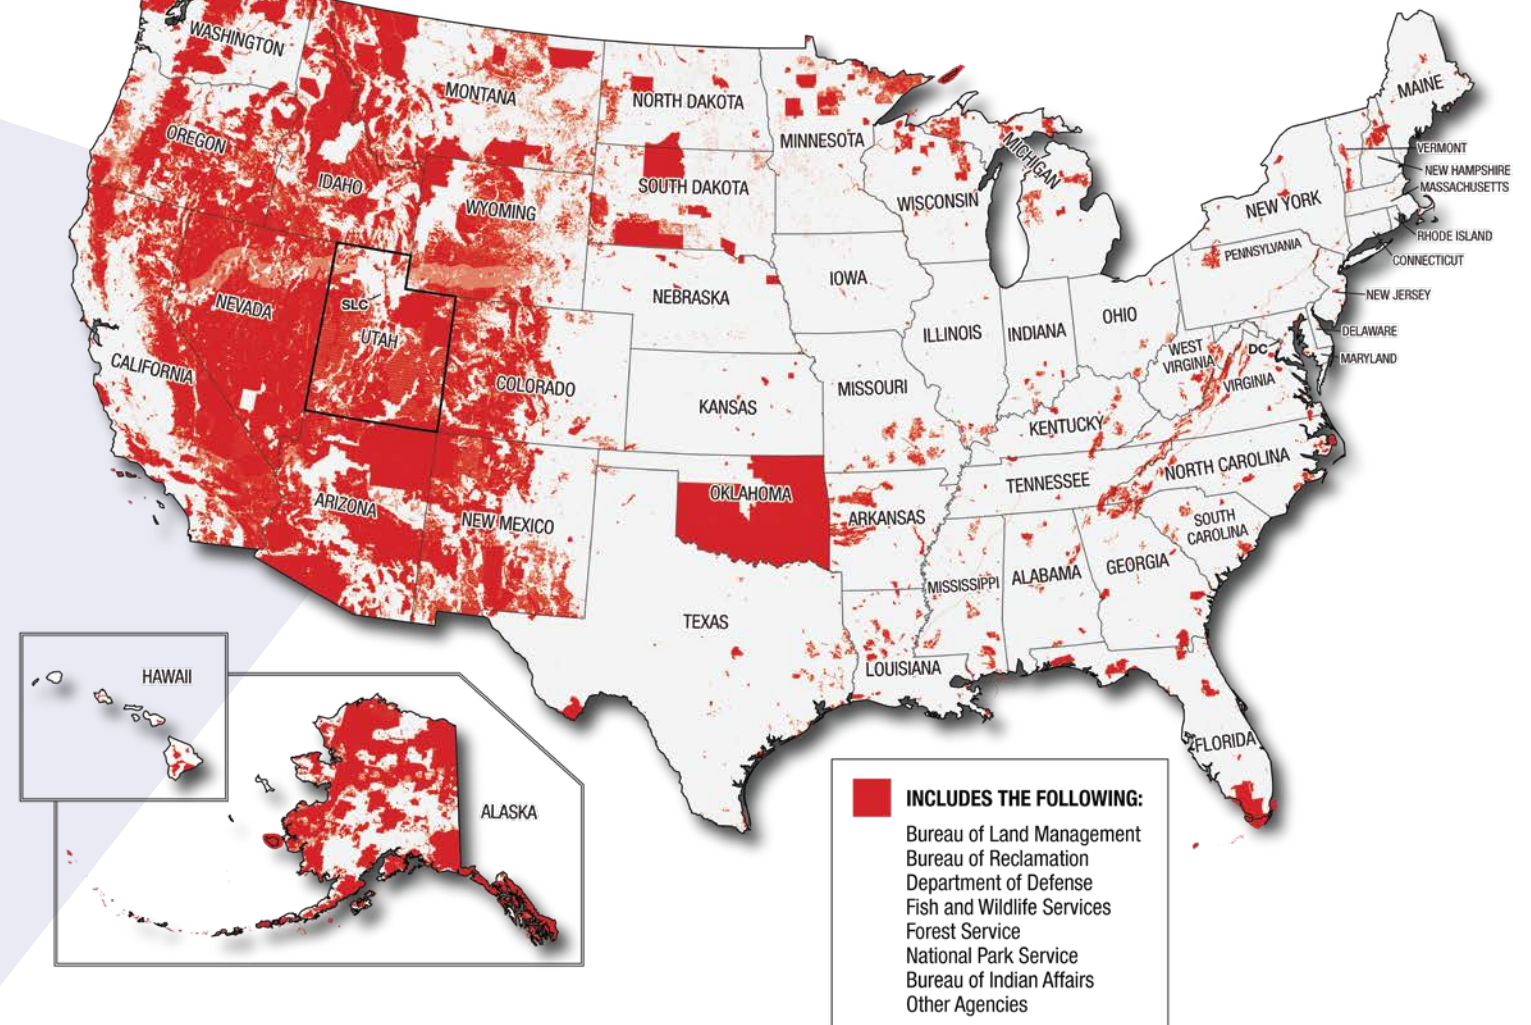 WASHINGTON
MONTANA
NORTH DAKOTA
MINNESOTA
MICHIGAN
MAINE
OREGON
IDAHO
WYOMING
SOUTH DAKOTA
WISCONSIN
VERMONT
NEW HAMPSHIRE
MASSACHUSETTS
NEW YORK
RHODE ISLAND
CONNECTICUT
PENNSYLVANIA
NEW JERSEY
NEVADA
SLC
UTAH
NEBRASKA
IOWA
ILLINOIS
INDIANA
OHIO
DELAWARE
MARYLAND
DC
WEST
VIRGINIA
VIRGINIA
CALIFORNIA
COLORADO
KANSAS
MISSOURI
KENTUCKY
ARIZONA
NEW MEXICO
OKLAHOMA
ARKANSAS
TENNESSEE
NORTH CAROLINA
SOUTH
CAROLINA
TEXAS
LOUISIANA
MISSISSIPPI
ALABAMA
GEORGIA
FLORIDA
HAWAII
ALASKA
INCLUDES THE FOLLOWING:
Bureau of Land Management
Bureau of Reclamation
Department of Defense
Fish and Wildlife Services
Forest Service
National Park Service
Bureau of Indian Affairs
Other Agencies